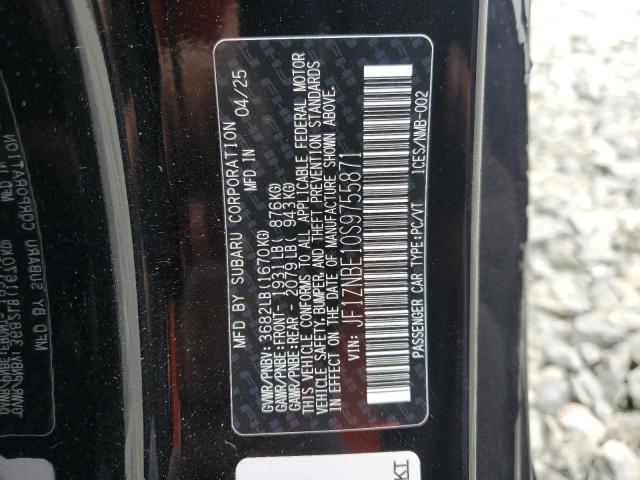 MFD BY SUBARU CORPORATION
MFD IN 04/25
GVWR/PNBV: 3682LB(1670KG)
GAWR/PNBE:FRONT- 1931LB( 876KG)
GAWR/PNBE:REAR - 2079LB( 943KG)
THIS VEHICLE CONFORMS TO ALL APPLICABLE FEDERAL MOTOR
VEHICLE SAFETY, BUMPER, AND THEFT PREVENTION STANDARDS
IN EFFECT ON THE DATE OF MANUFACTURE SHOWN ABOVE.
VIN: JF1ZNBE10S9755871
PASSENGER CAR TYPE-PC/VT ICES/NMB-002